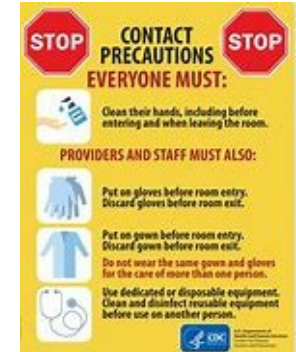 STOP
CONTACT
PRECAUTIONS
STOP
EVERYONE MUST:
Clean their hands, including before
entering and when leaving the room.
PROVIDERS AND STAFF MUST ALSO:
Put on gloves before room entry.
Discard gloves before room exit.
Put on gown before room entry.
Discard gown before room exit.
Do not wear the same gown and gloves
for the care of more than one person.
Use dedicated or disposable equipment.
Clean and disinfect reusable equipment
before use on another person.
CDC